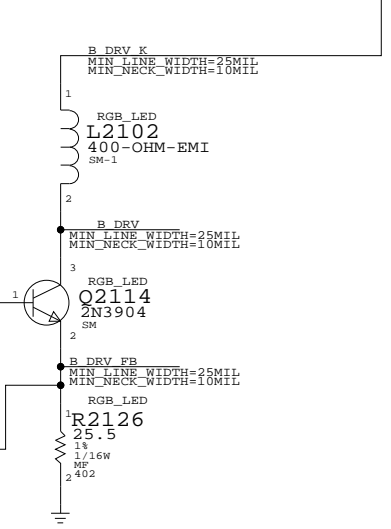 B_DRV_K
MIN_LINE_WIDTH=25MIL
MIN_NECK_WIDTH=10MIL
1
RGB_LED
L2102
400-OHM-EMI
SM-1
2
B_DRV
MIN_LINE_WIDTH=25MIL
MIN_NECK_WIDTH=10MIL
3
RGB_LED
1
Q2114
2N3904
SM
2
B_DRV_FB
MIN_LINE_WIDTH=25MIL
MIN_NECK_WIDTH=10MIL
RGB_LED
1
R2126
25.5
1%
1/16W
MF
2 402